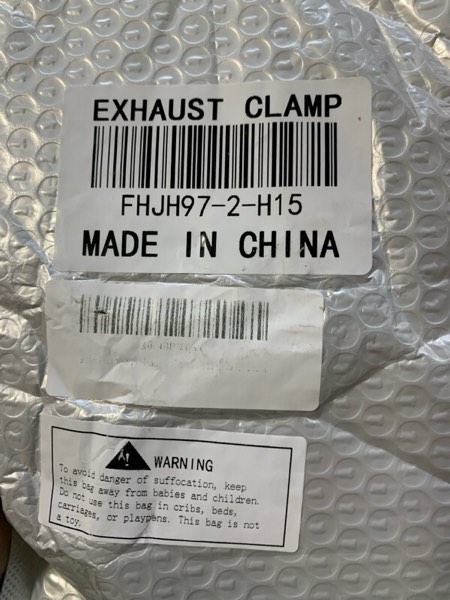 EXHAUST CLAMP
FHJH97-2-H15
MADE IN CHINA
WARNING
To avoid danger of suffocation, keep
this bag away from babies and children.
Do not use this bag in cribs, beds,
carriages, or playpens. This bag is not
a toy.